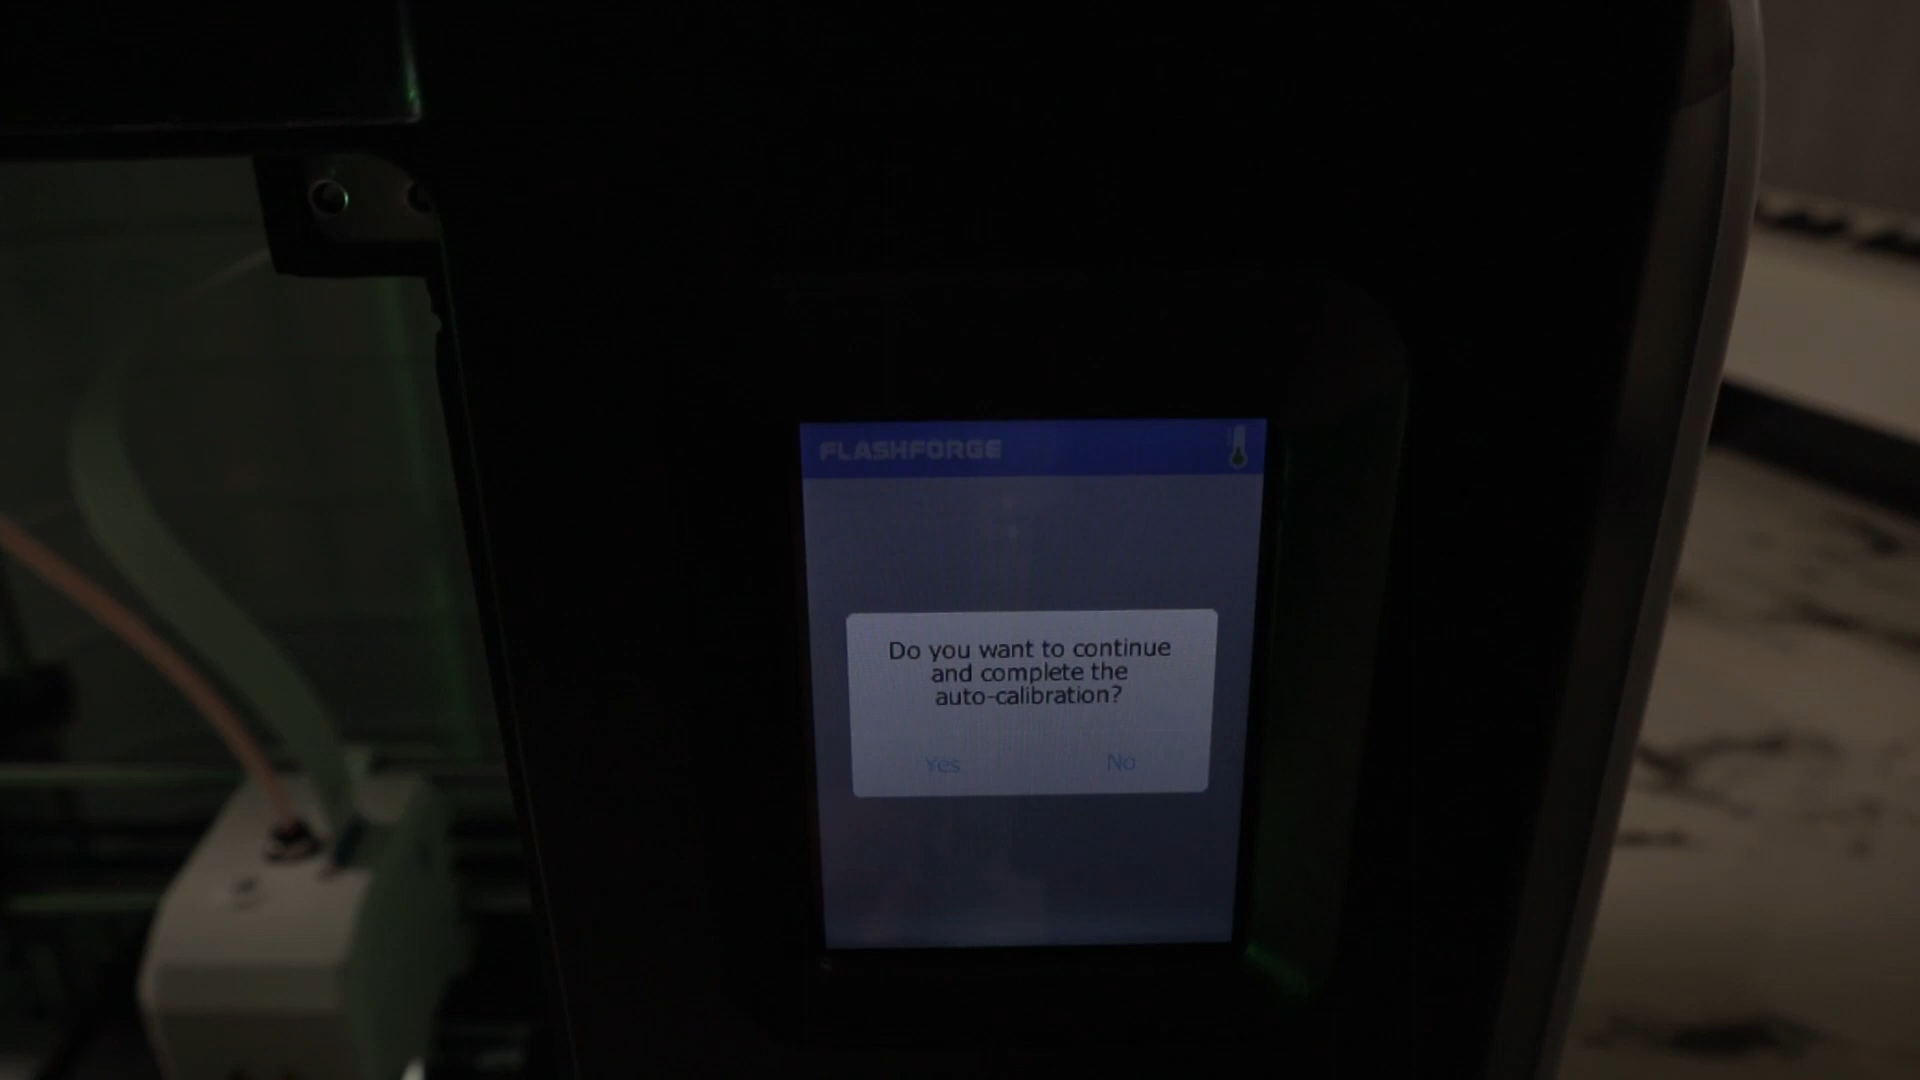 FLASHFORGE
Do you want to continue
and complete the
auto-calibration?
Yes No